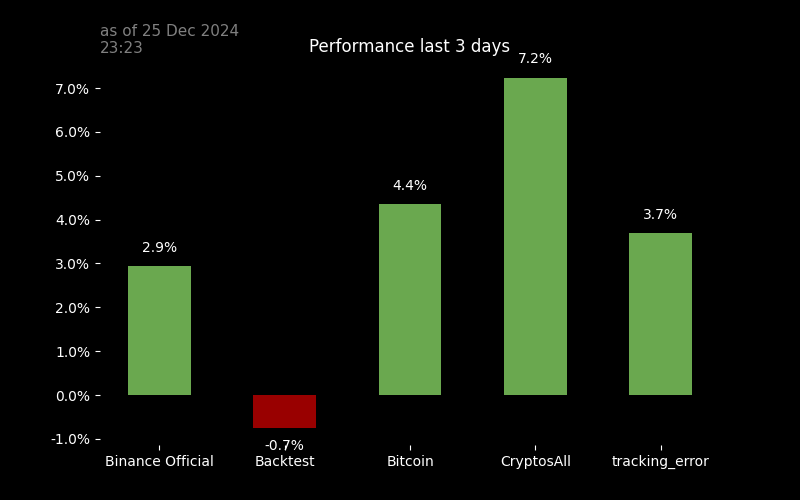 as of 25 Dec 2024
23:23
Performance last 3 days
7.2%
7.0%
6.0%
5.0%
4.4%
4.0%
3.7%
3.0%
2.9%
2.0%
1.0%
0.0%
-1.0%
-0.7%
Binance Official
Backtest
Bitcoin
CryptosAll
tracking_error